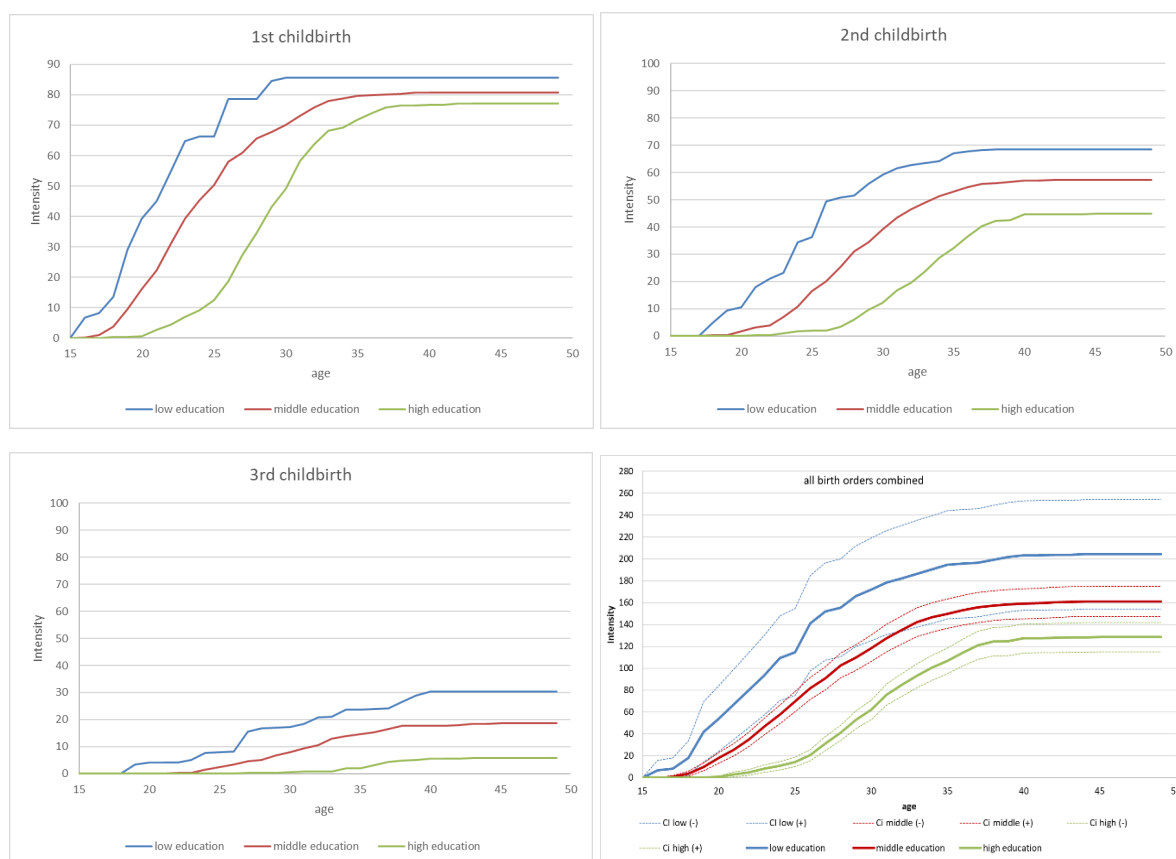 1st childbirth
90
80
70
60
50
40
30
20
10
0
Intensity
15 20 25 30 35 40 45 50
age
low education middle education high education
2nd childbirth
100
90
80
70
60
50
40
30
20
10
0
Intensity
15 20 25 30 35 40 45 50
age
low education middle education high education
3rd childbirth
100
90
80
70
60
50
40
30
20
10
0
Intensity
15 20 25 30 35 40 45 50
age
low education middle education high education
all birth orders combined
280
260
240
220
200
180
160
140
120
100
80
60
40
20
0
Intensity
15 20 25 30 35 40 45 50
age
CI low (-) CI low (+) Ci middle (-) Ci middle (+) Ci high (-)
Ci high (+) low education middle education high education